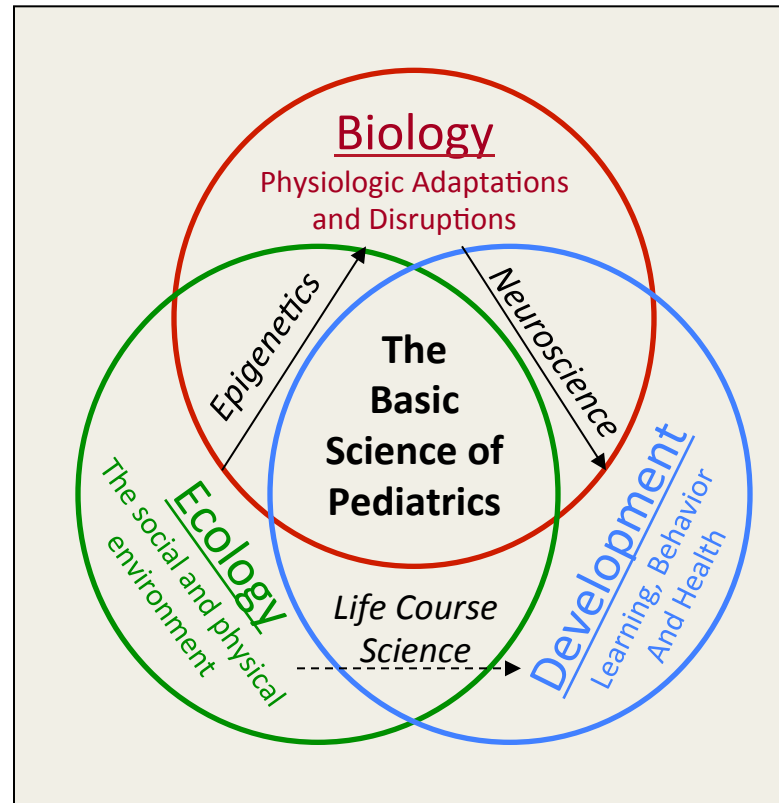 Biology
Physiologic Adaptations
and Disruptions
Epigenetics
Neuroscience
The
Basic
Science of
Pediatrics
Ecology
The social and physical
environment
Development
Learning, Behavior
And Health
Life Course
Science